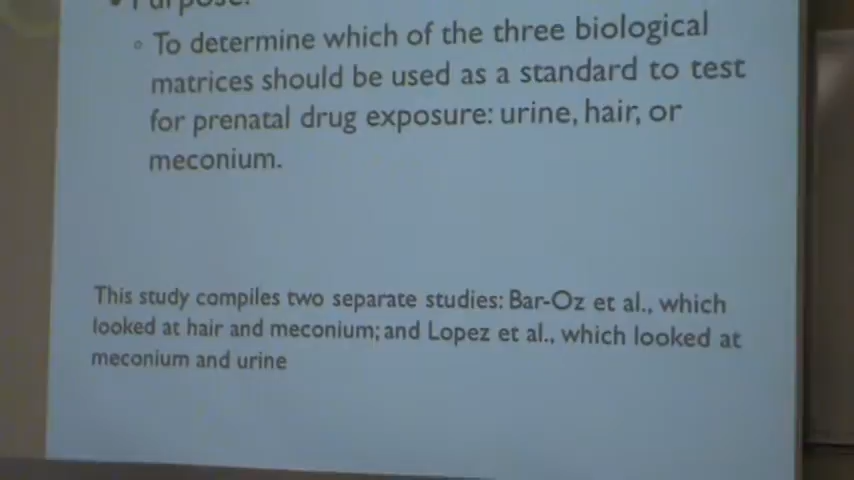 • Purpose:
◦ To determine which of the three biological
matrices should be used as a standard to test
for prenatal drug exposure: urine, hair, or
meconium.
This study compiles two separate studies: Bar-Oz et al., which
looked at hair and meconium; and Lopez et al., which looked at
meconium and urine